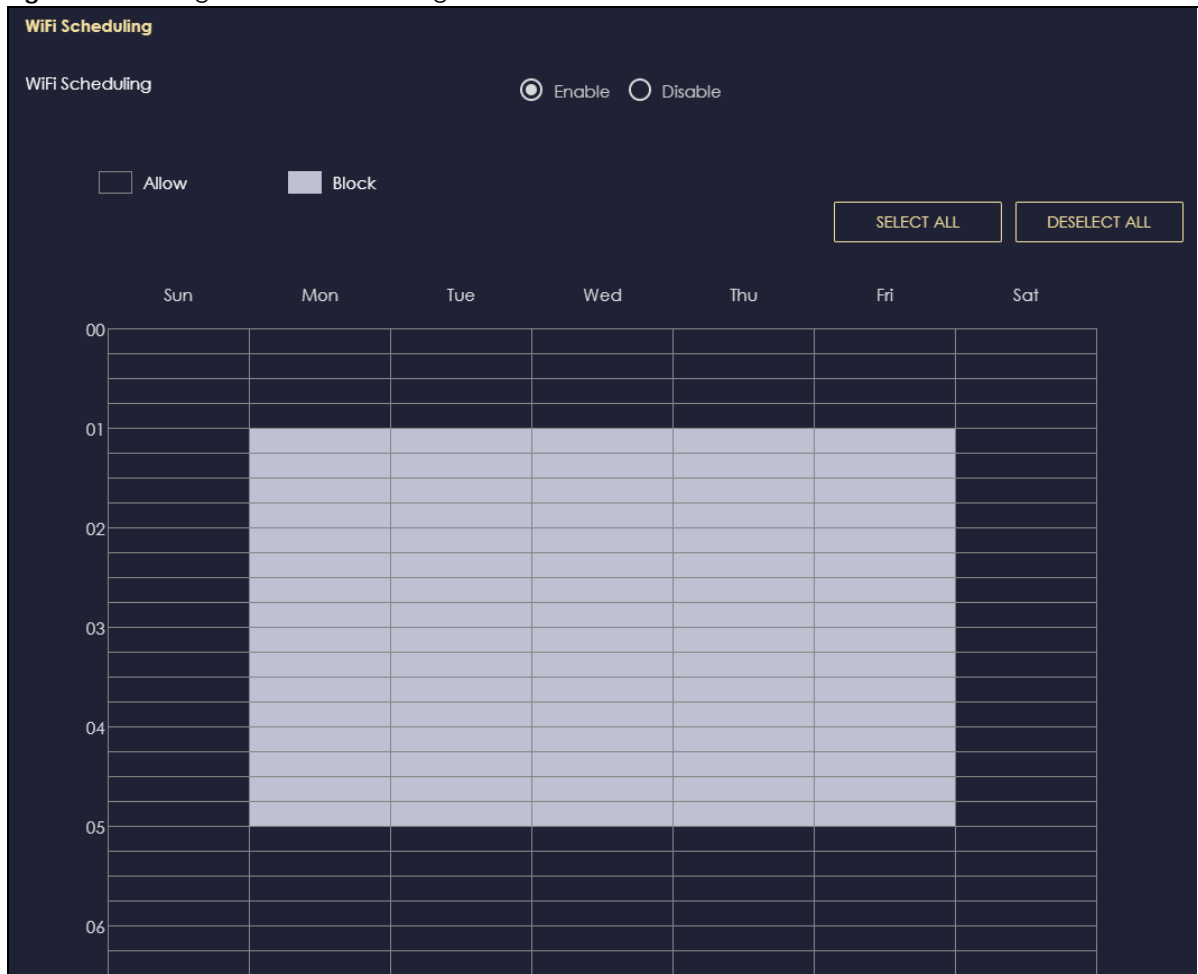 WiFi Scheduling
WiFi Scheduling
Enable Disable
Allow Block
SELECT ALL DESELECT ALL
Sun Mon Tue Wed Thu Fri Sat
00
01
02
03
04
05
06